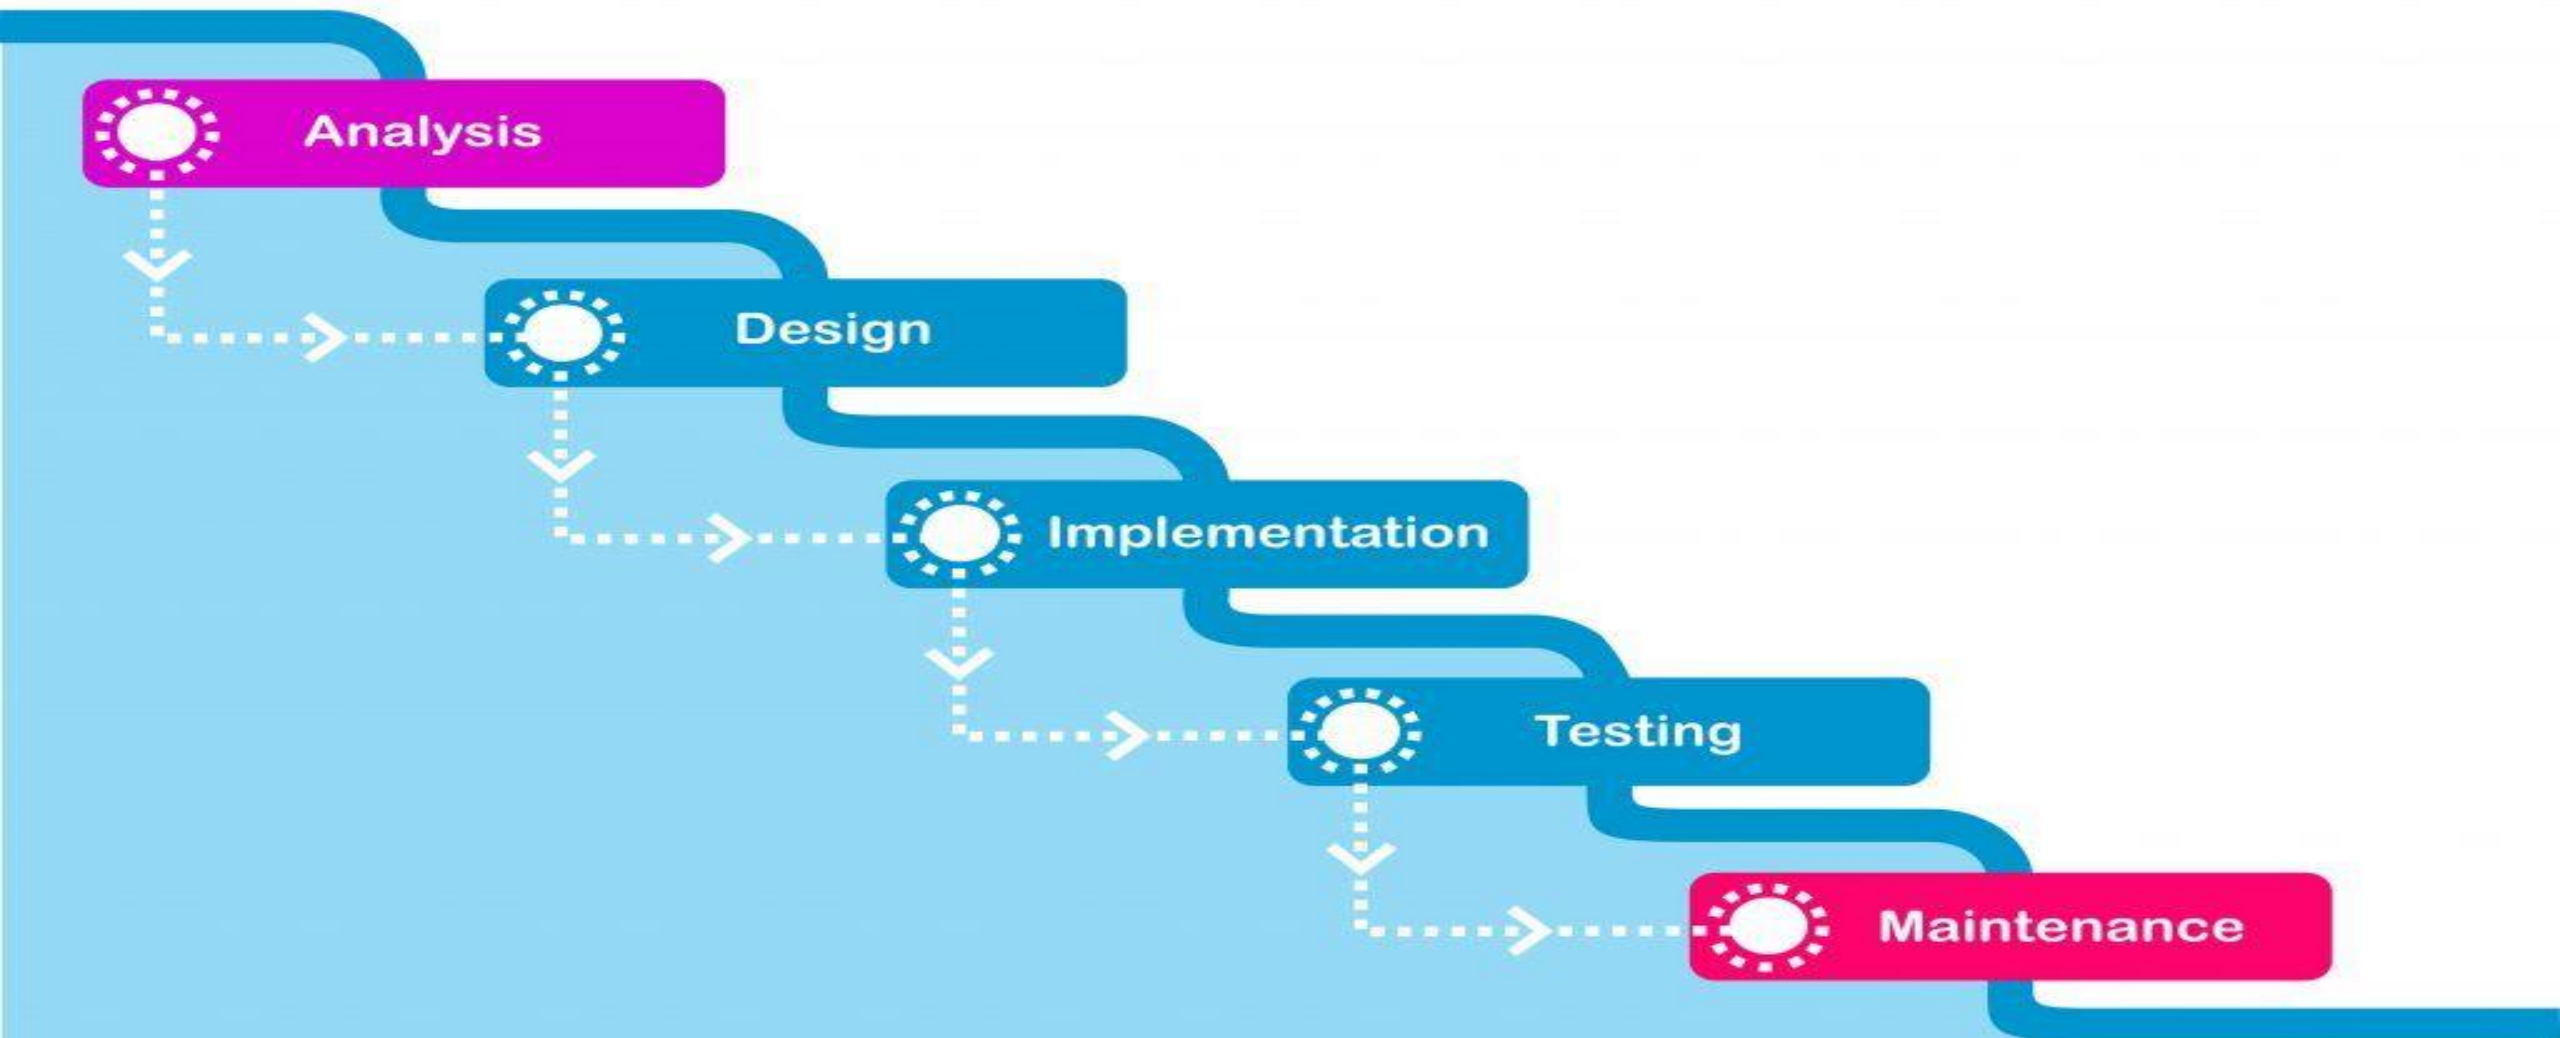 Analysis
Design
Implementation
Testing
Maintenance